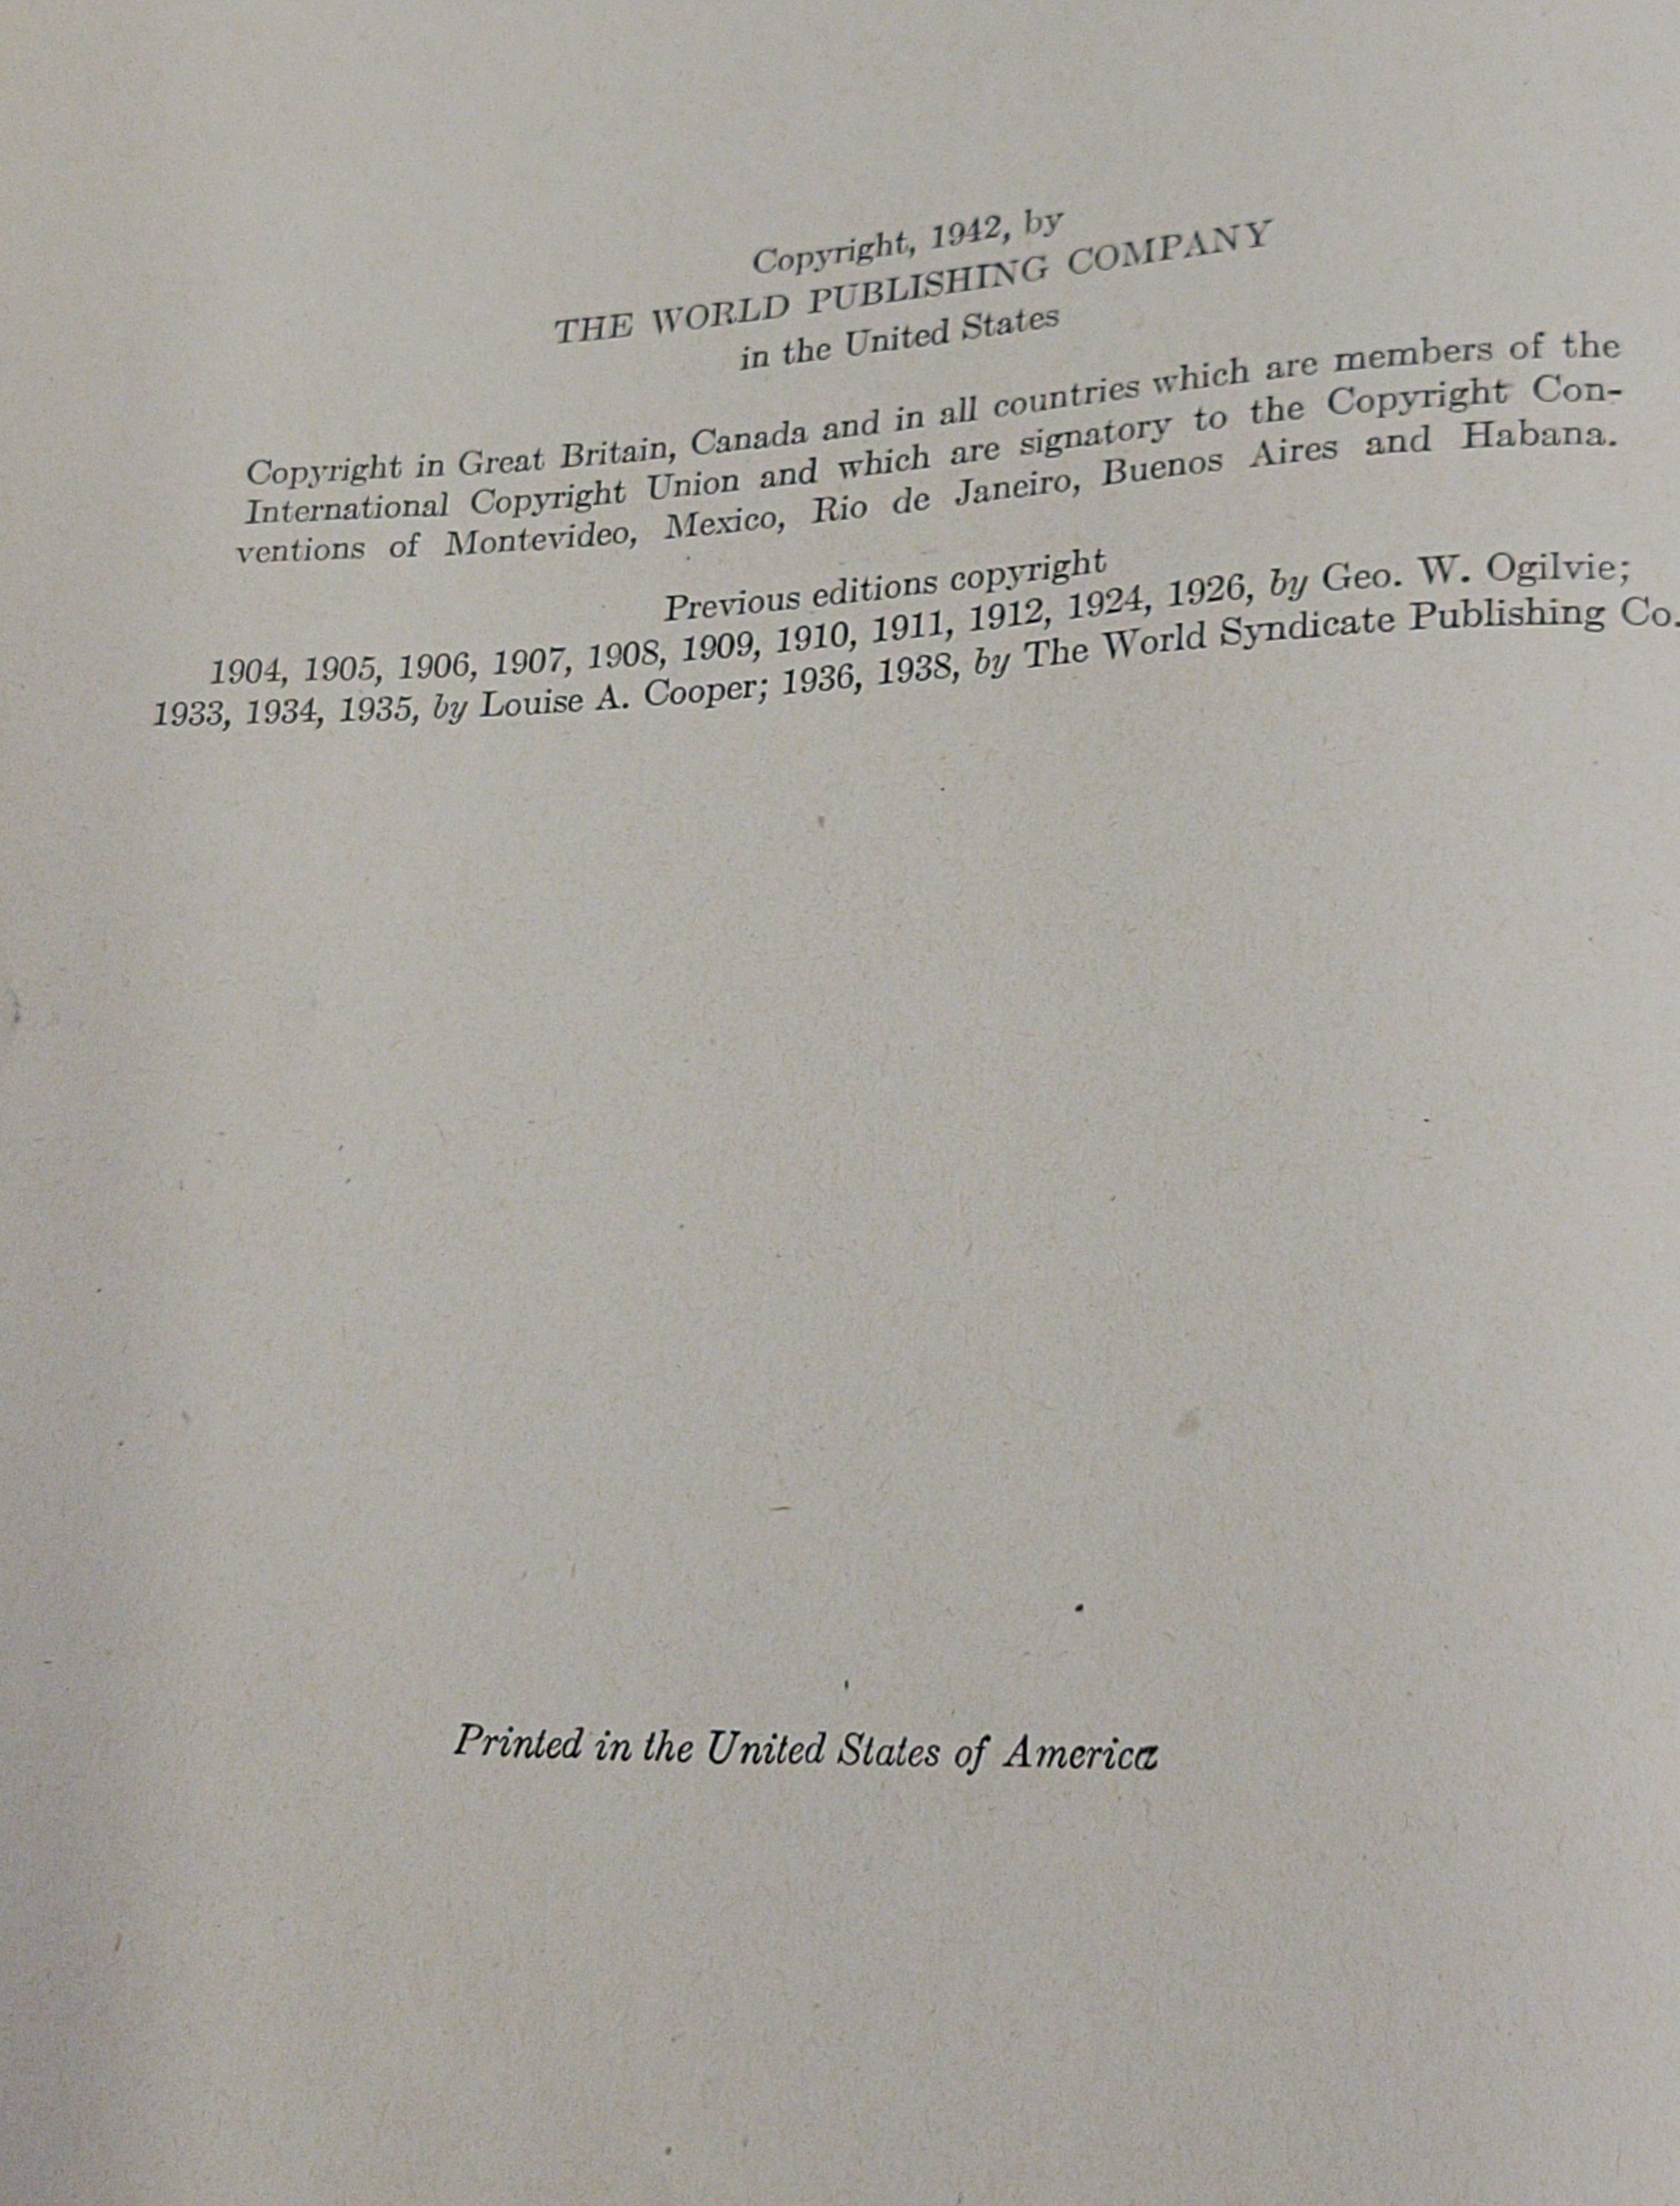 Copyright, 1942, by
THE WORLD PUBLISHING COMPANY
in the United States
Copyright in Great Britain, Canada and in all countries which are members of the
International Copyright Union and which are signatory to the Copyright Con-
ventions of Montevideo, Mexico, Rio de Janeiro, Buenos Aires and Habana.
Previous editions copyright
1904, 1905, 1906, 1907, 1908, 1909, 1910, 1911, 1912, 1924, 1926, by Geo. W. Ogilvie;
1933, 1934, 1935, by Louise A. Cooper; 1936, 1938, by The World Syndicate Publishing Co.
Printed in the United States of America